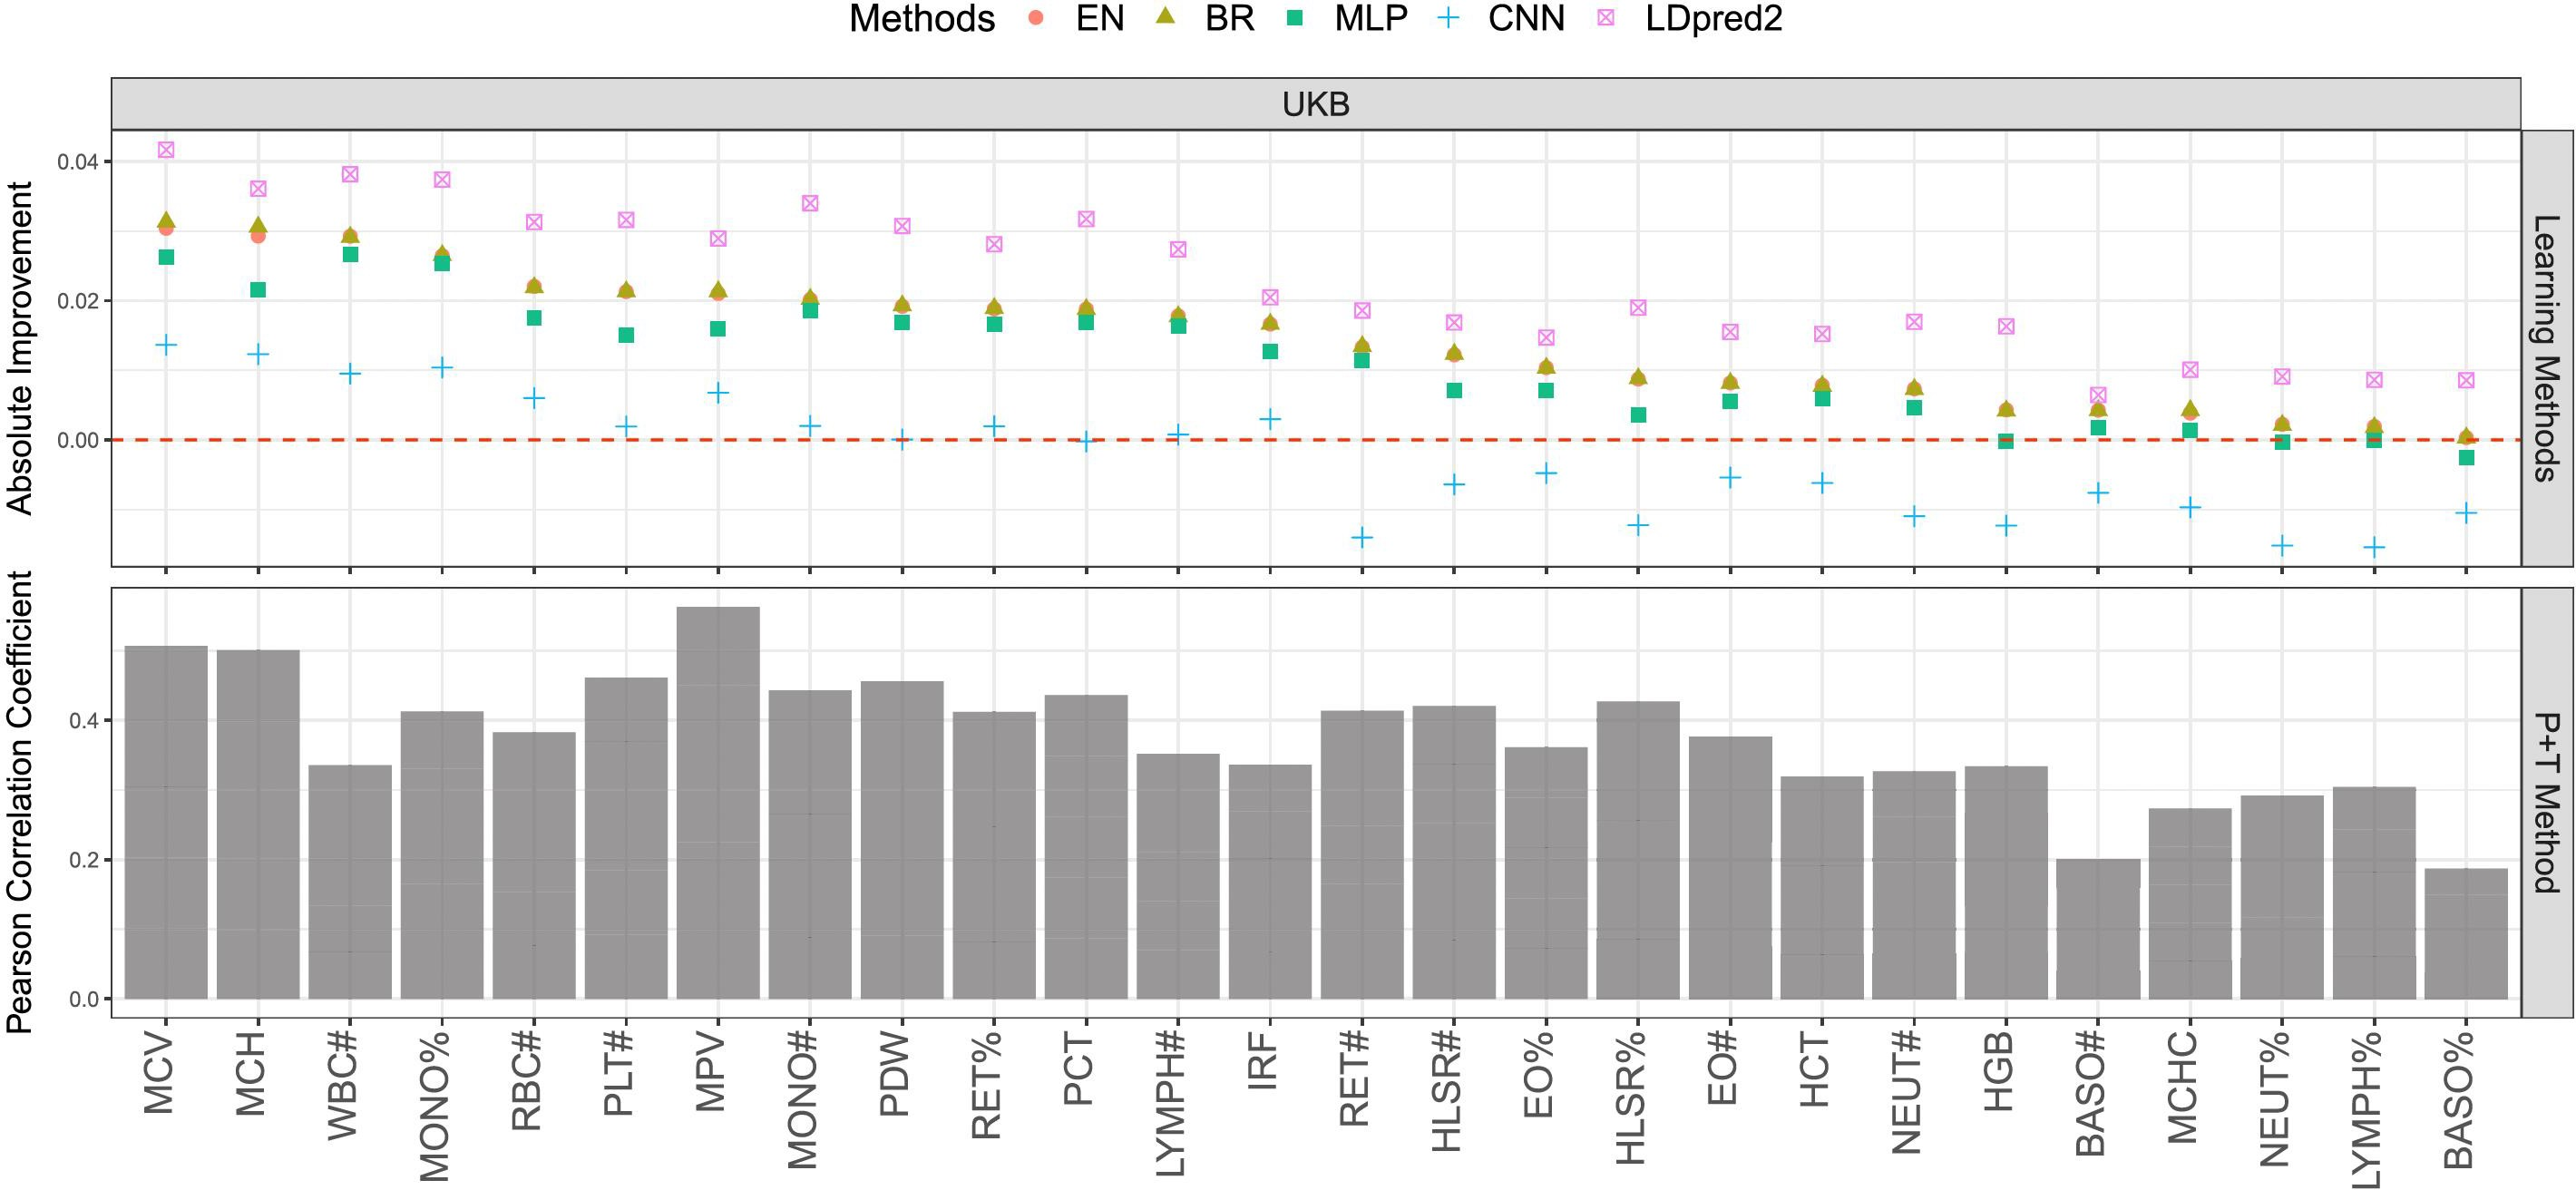 Methods EN BR MLP CNN LDpred2
UKB
Absolute Improvement
0.04
0.02
0.00
Learning Methods
Pearson Correlation Coefficient
0.4
0.2
0.0
P+T Method
MCV MCH WBC# MONO% RBC# PLT# MPV MONO# PDW RET% PCT LYMPH# IRF RET# HLSR# EO% HLSR% EO# HCT NEUT# HGB BASO# MCHC NEUT% LYMPH% BASO%